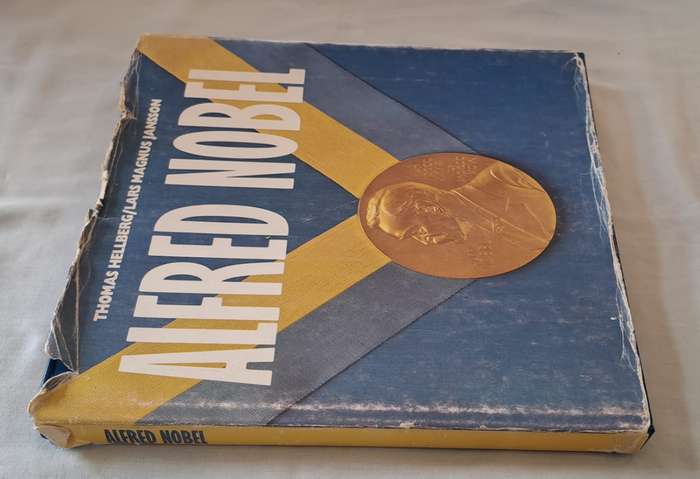 THOMAS HELLBERG/LARS MAGNUS JANSSON
ALFRED NOBEL
ALFRED NOBEL